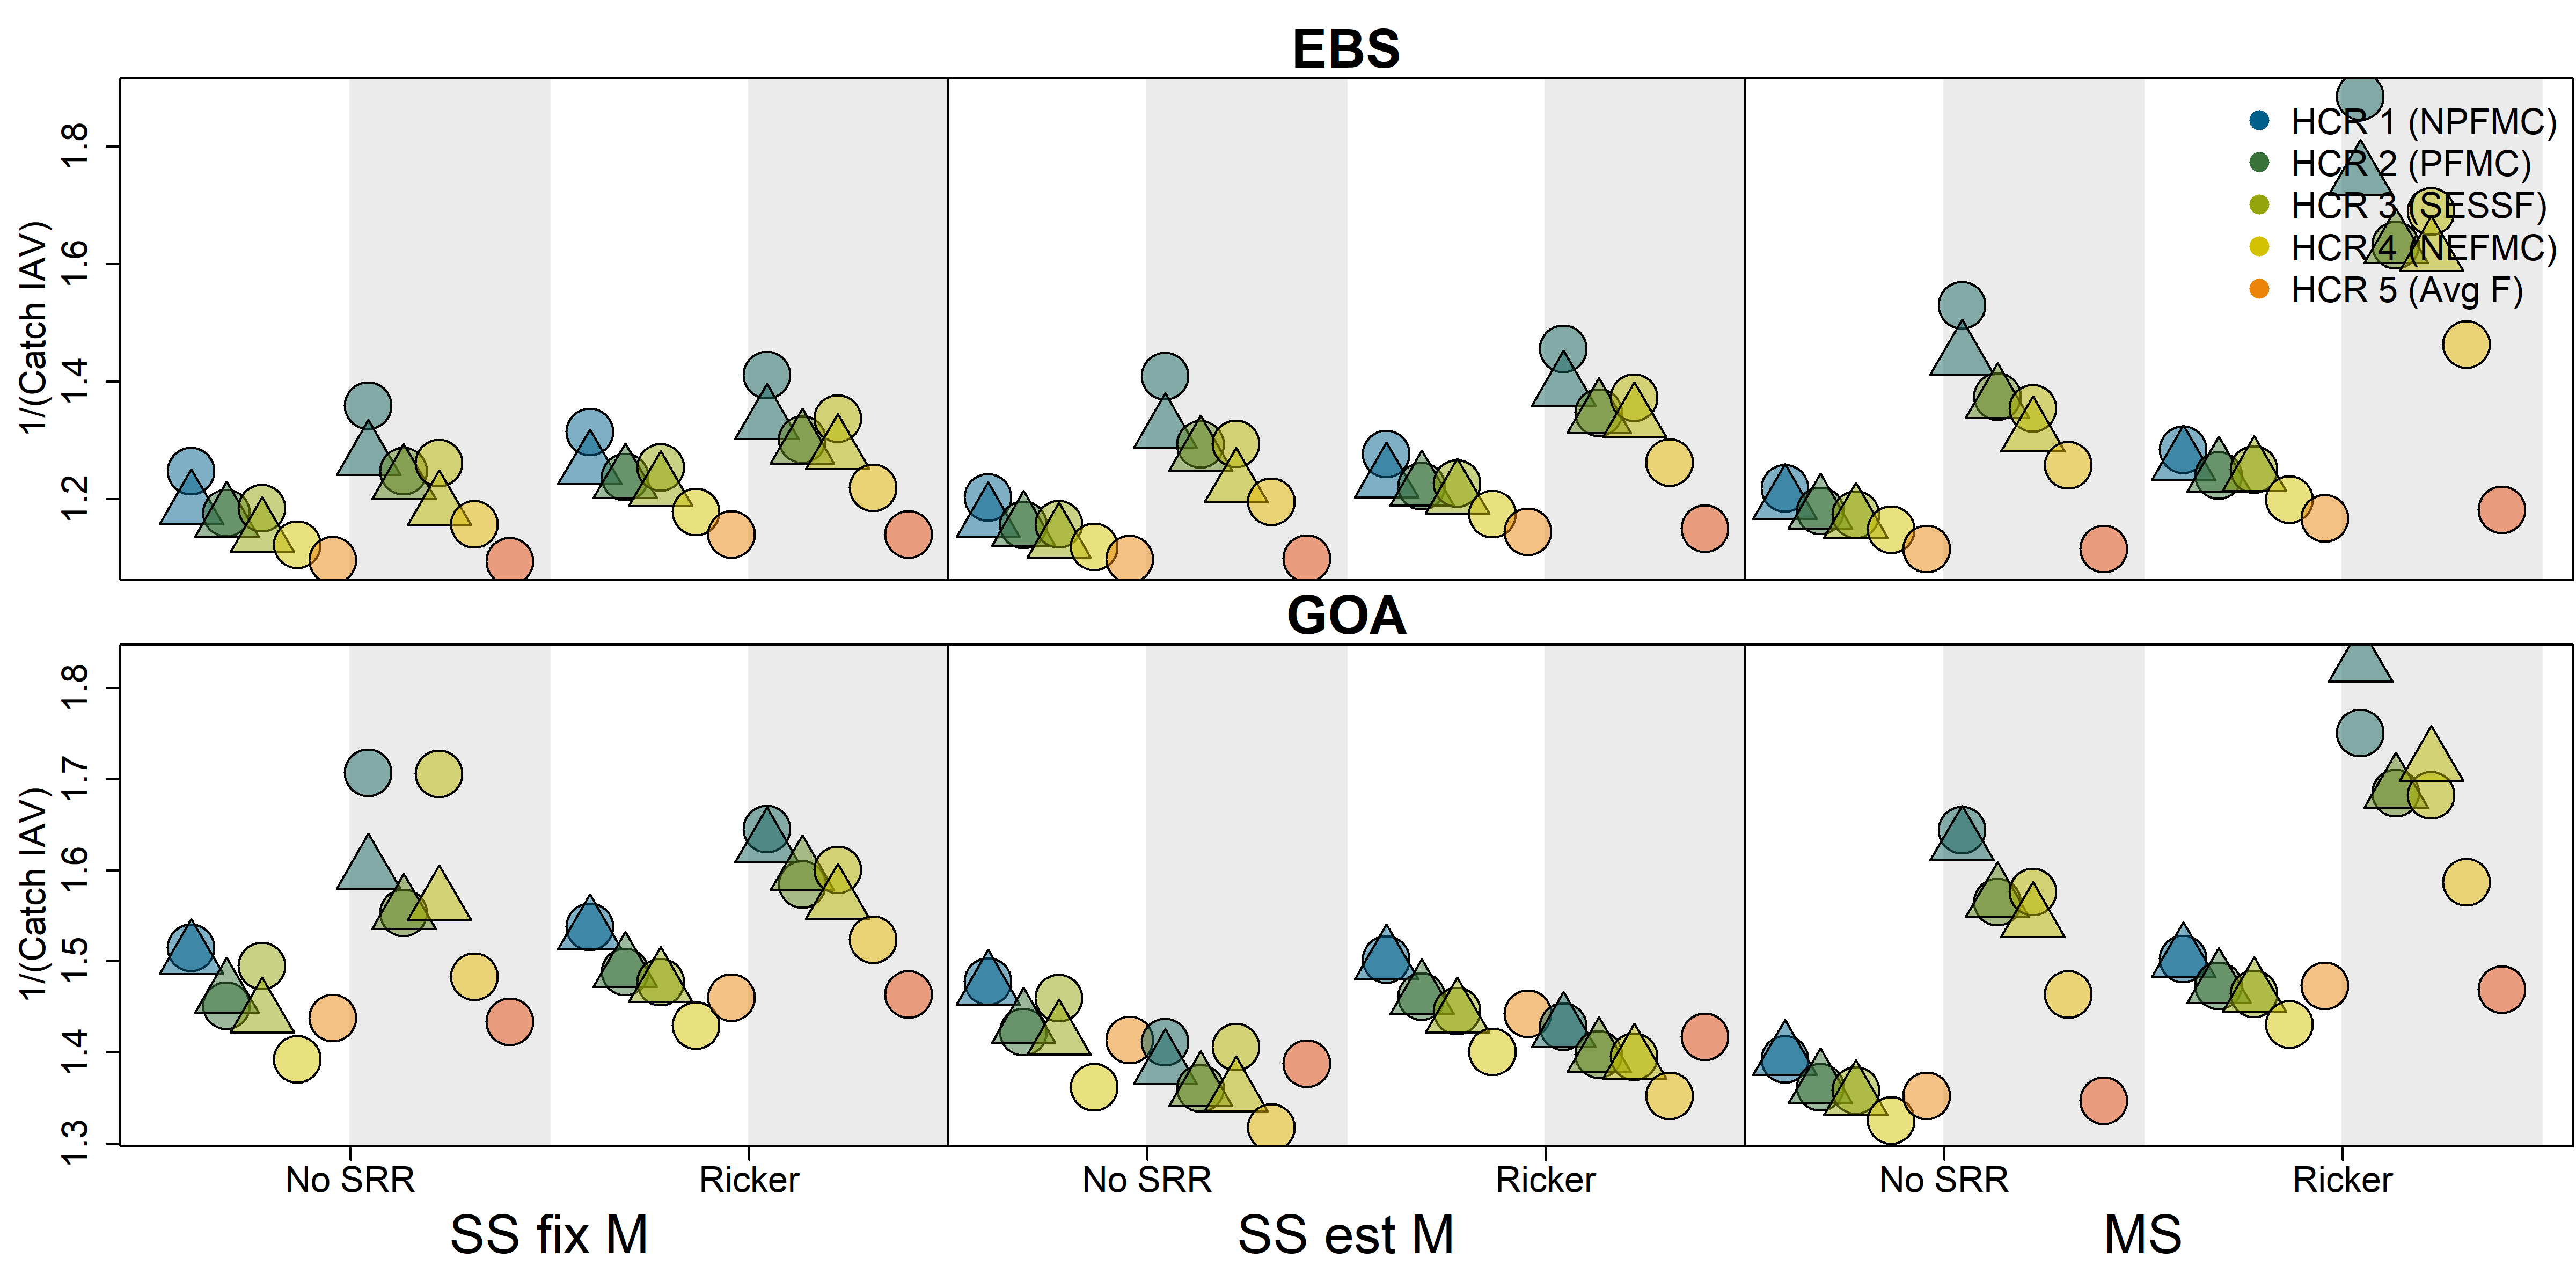 EBS
1/(Catch IAV)
1.8
1.6
1.4
1.2
HCR 1 (NPFMC)
HCR 2 (PFMC)
HCR 3 (SESSF)
HCR 4 (NEFMC)
HCR 5 (Avg F)
GOA
1/(Catch IAV)
1.8
1.7
1.6
1.5
1.4
1.3
No SRR Ricker No SRR Ricker No SRR Ricker
SS fix M SS est M MS